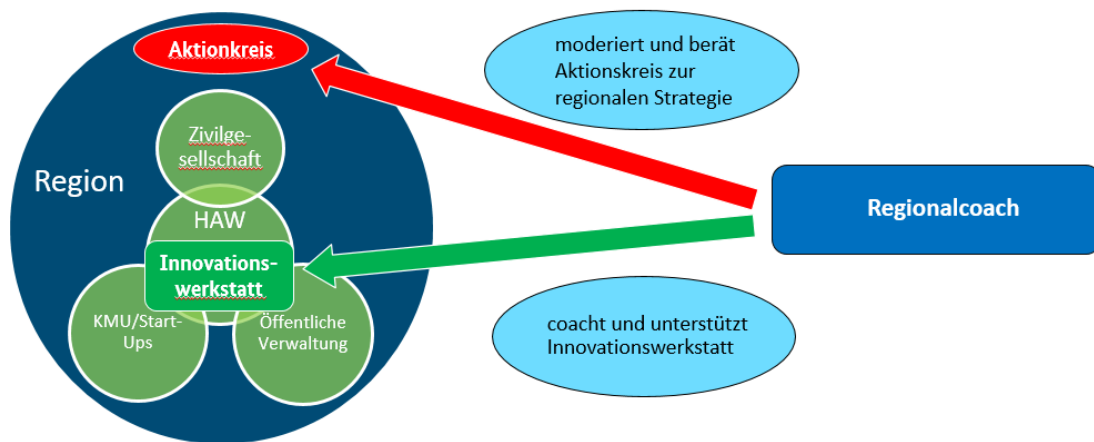 Aktionkreis
Zivilge-
sellschaft
Region
HAW
Innovations-
werkstatt
KMU/Start-
Ups
Öffentliche
Verwaltung
moderiert und berät
Aktionskreis zur
regionalen Strategie
Regionalcoach
coacht und unterstützt
Innovationswerkstatt